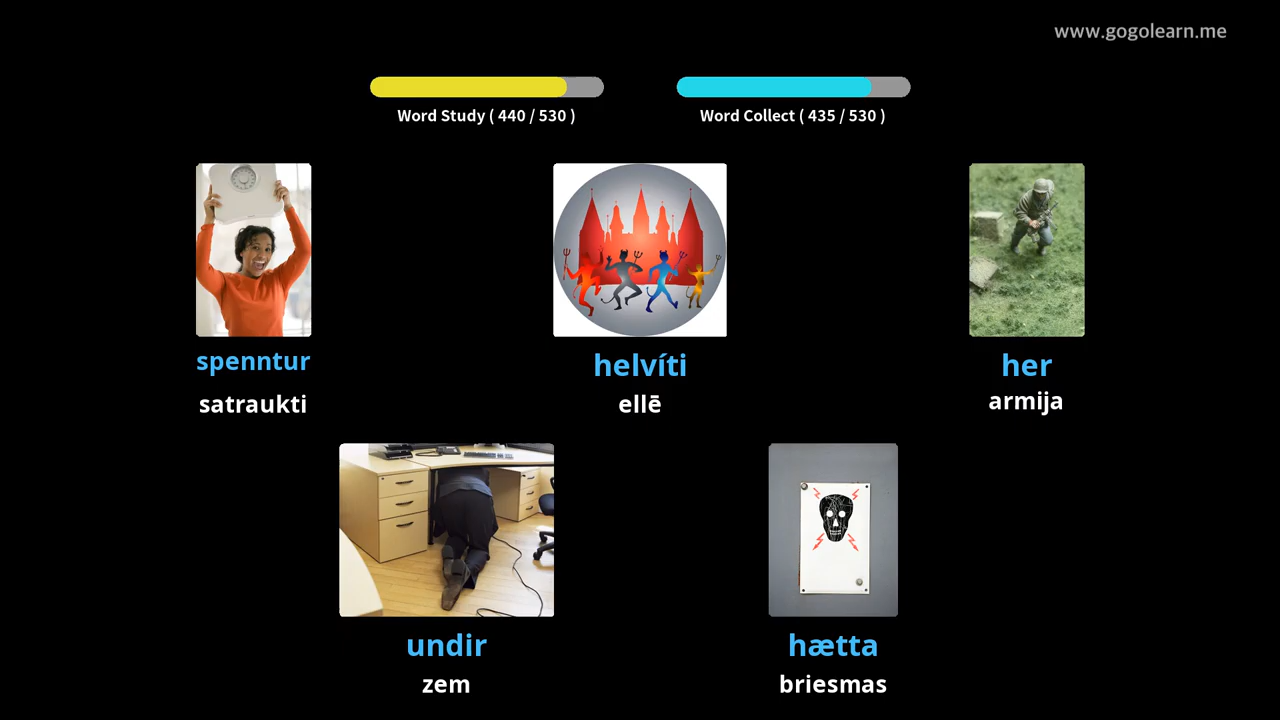 www.gogolearn.me
Word Study ( 440 / 530 )
Word Collect ( 435 / 530 )
spenntur
satraukti
helvíti
ellē
her
armija
undir
zem
hætta
briesmas